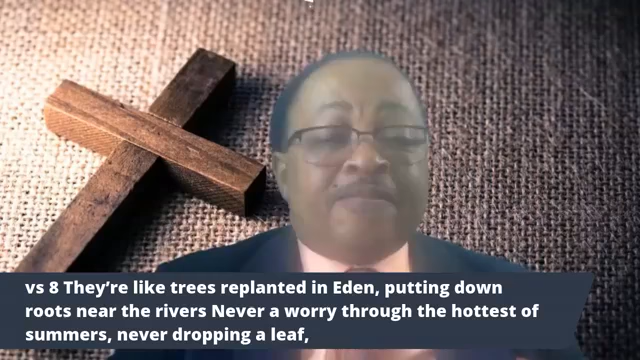 vs 8 They’re like trees replanted in Eden, putting down
roots near the rivers Never a worry through the hottest of
summers, never dropping a leaf,